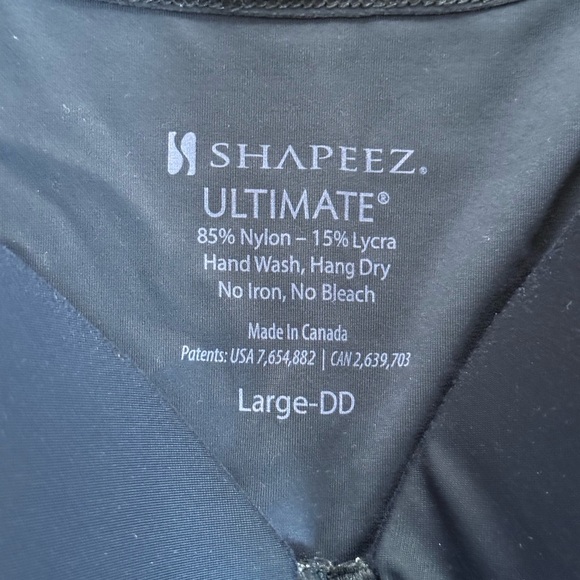 SHAPEEZ®
ULTIMATE®
85% Nylon – 15% Lycra
Hand Wash, Hang Dry
No Iron, No Bleach
Made In Canada
Patents: USA 7,654,882 | CAN 2,639,703
Large-DD